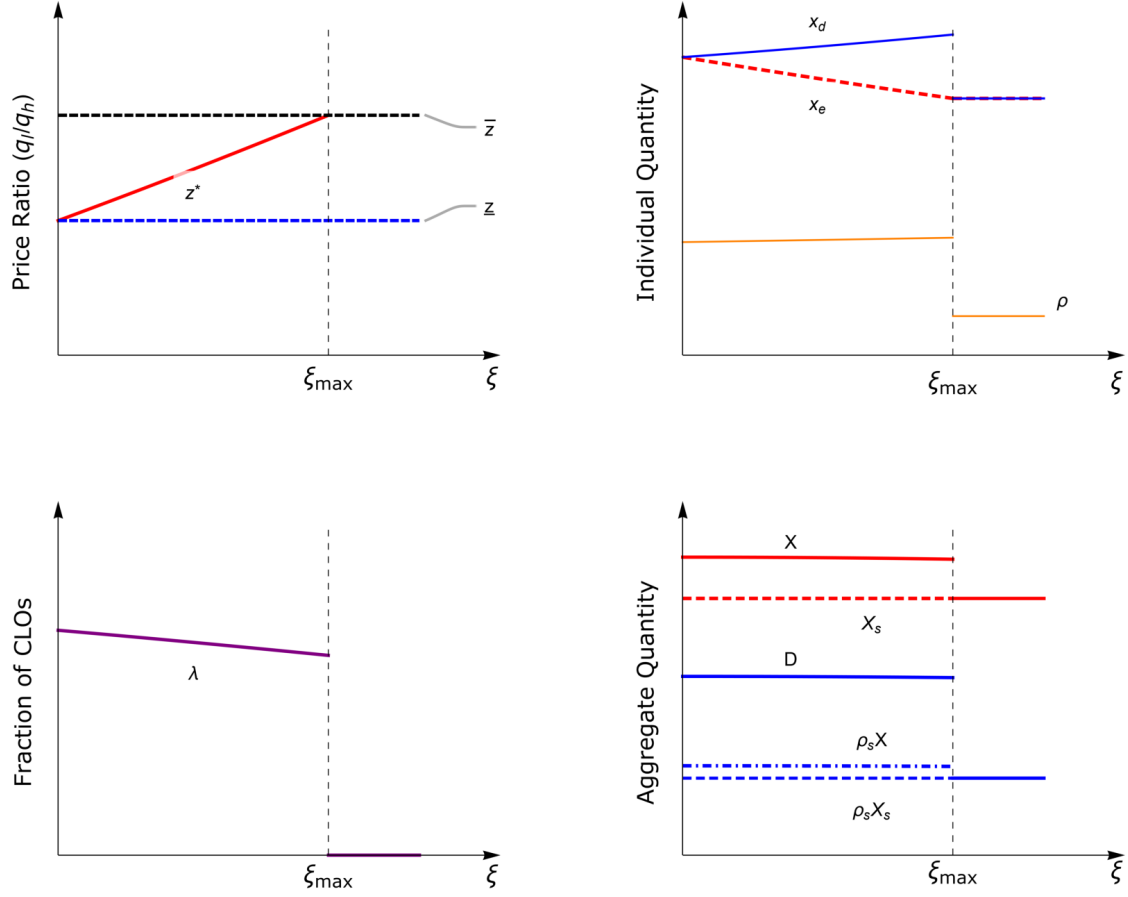 Price Ratio (q_l/q_h)
z̅
z*
z̲
ξ_max
ξ
Individual Quantity
x_d
x_e
ρ
ξ_max
ξ
Fraction of CLOs
λ
ξ_max
ξ
Aggregate Quantity
X
X_s
D
ρ_sX
ρ_sX_s
ξ_max
ξ